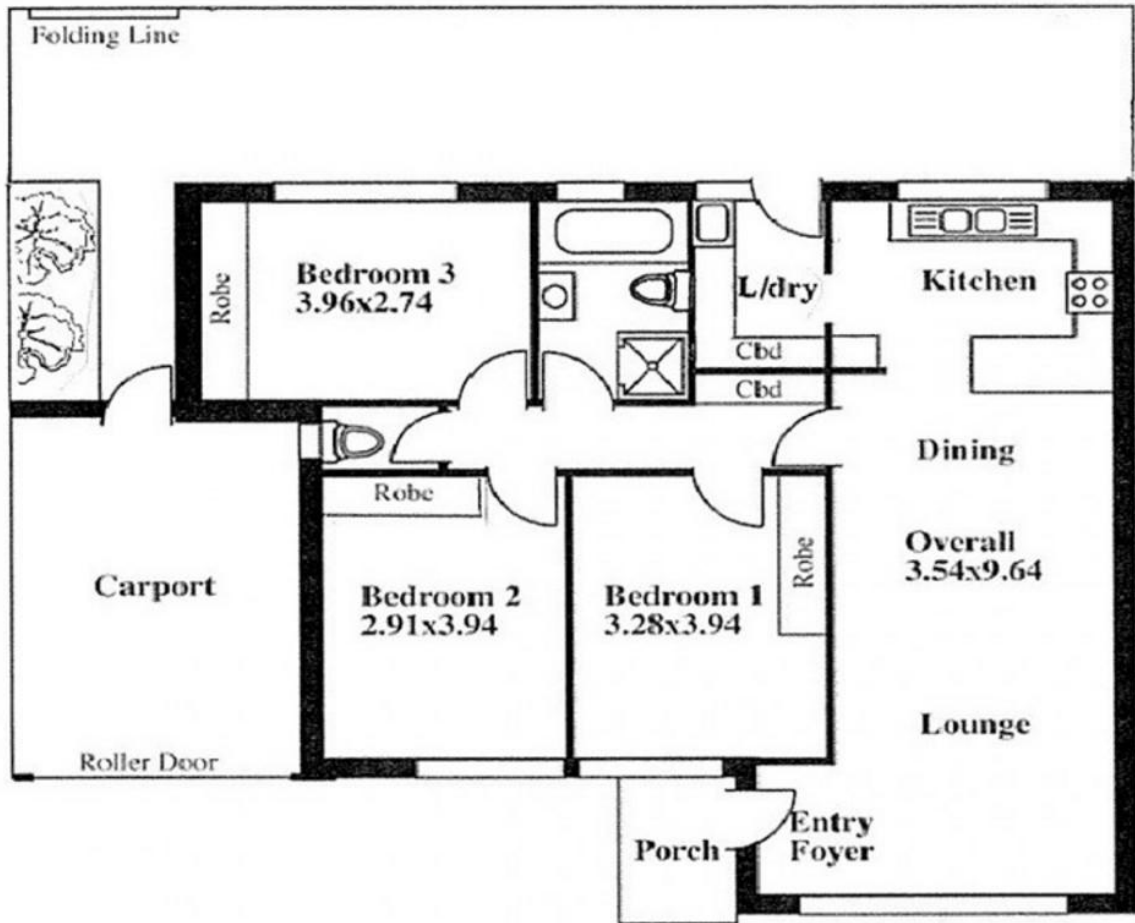 Folding Line
Bedroom 3
3.96x2.74
Robe
L/dry
Kitchen
Cbd
Cbd
Dining
Robe
Overall
3.54x9.64
Robe
Carport
Bedroom 2
2.91x3.94
Bedroom 1
3.28x3.94
Lounge
Roller Door
Entry
Foyer
Porch